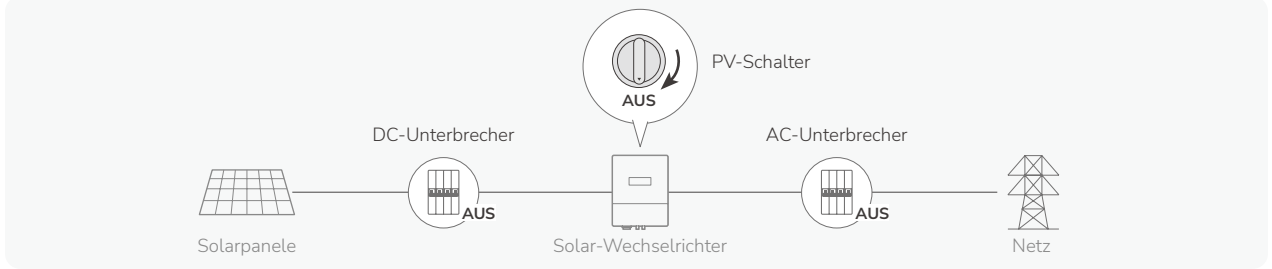 PV-Schalter
AUS
DC-Unterbrecher
AC-Unterbrecher
AUS
AUS
Solarpanele
Solar-Wechselrichter
Netz